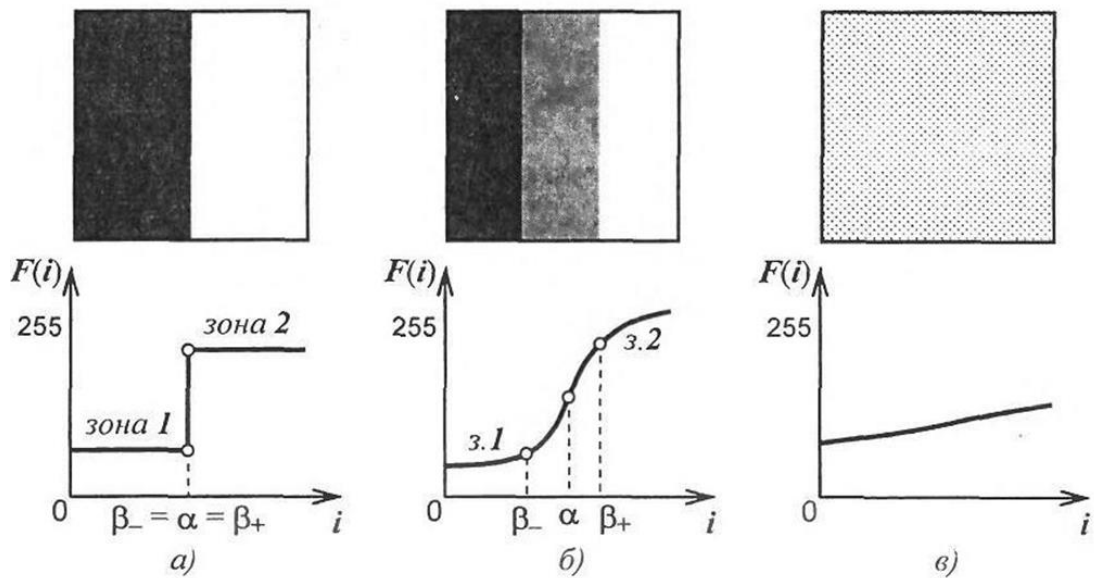 F(i)
255
зона 2
зона 1
0
β₋ = α = β₊
i
а)
F(i)
255
з.2
з.1
0
β₋ α β₊
i
б)
F(i)
255
0
i
в)